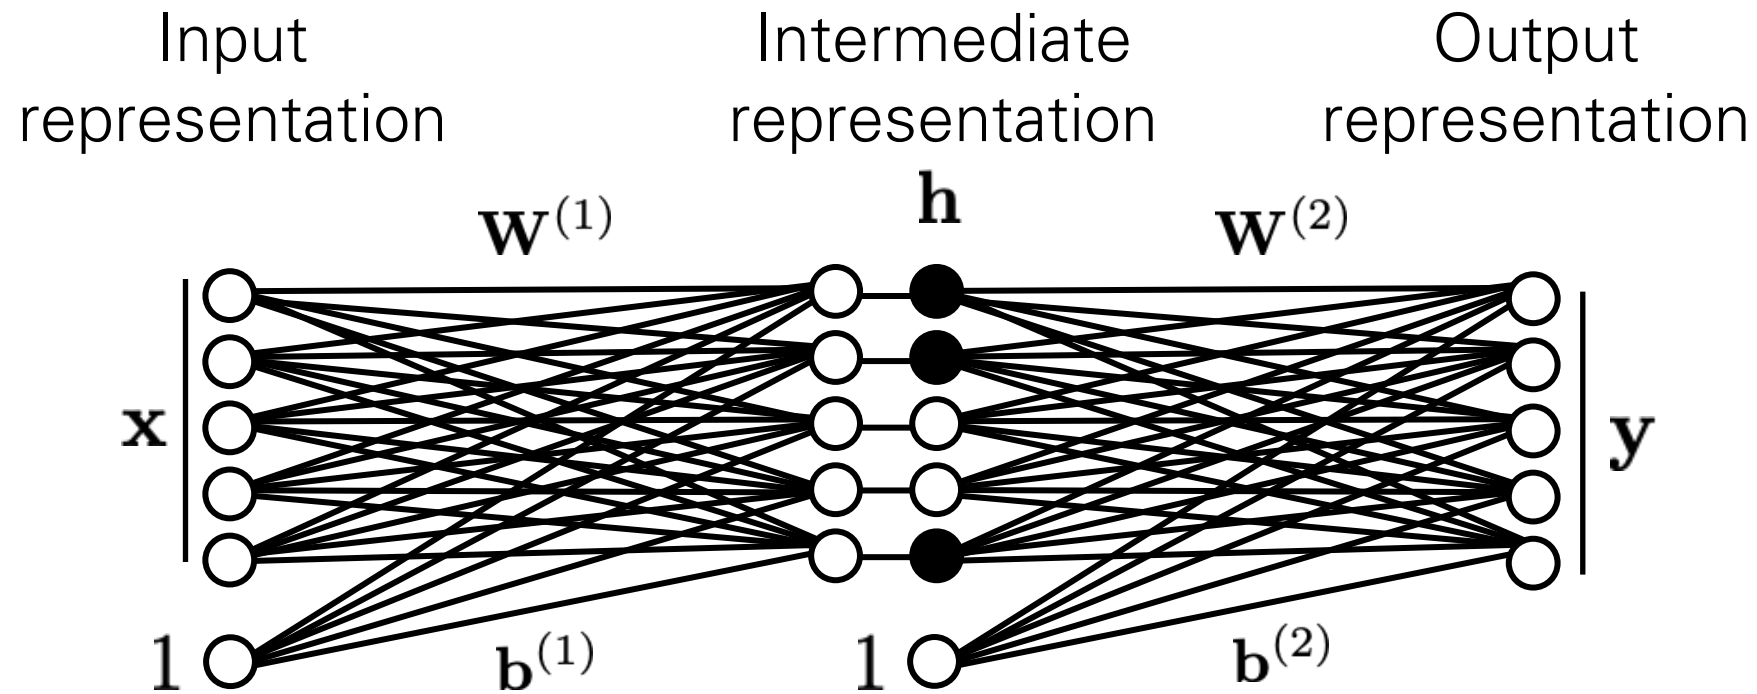 Input
representation
Intermediate
representation
Output
representation
h
W⁽¹⁾
W⁽²⁾
x
y
1
b⁽¹⁾
1
b⁽²⁾